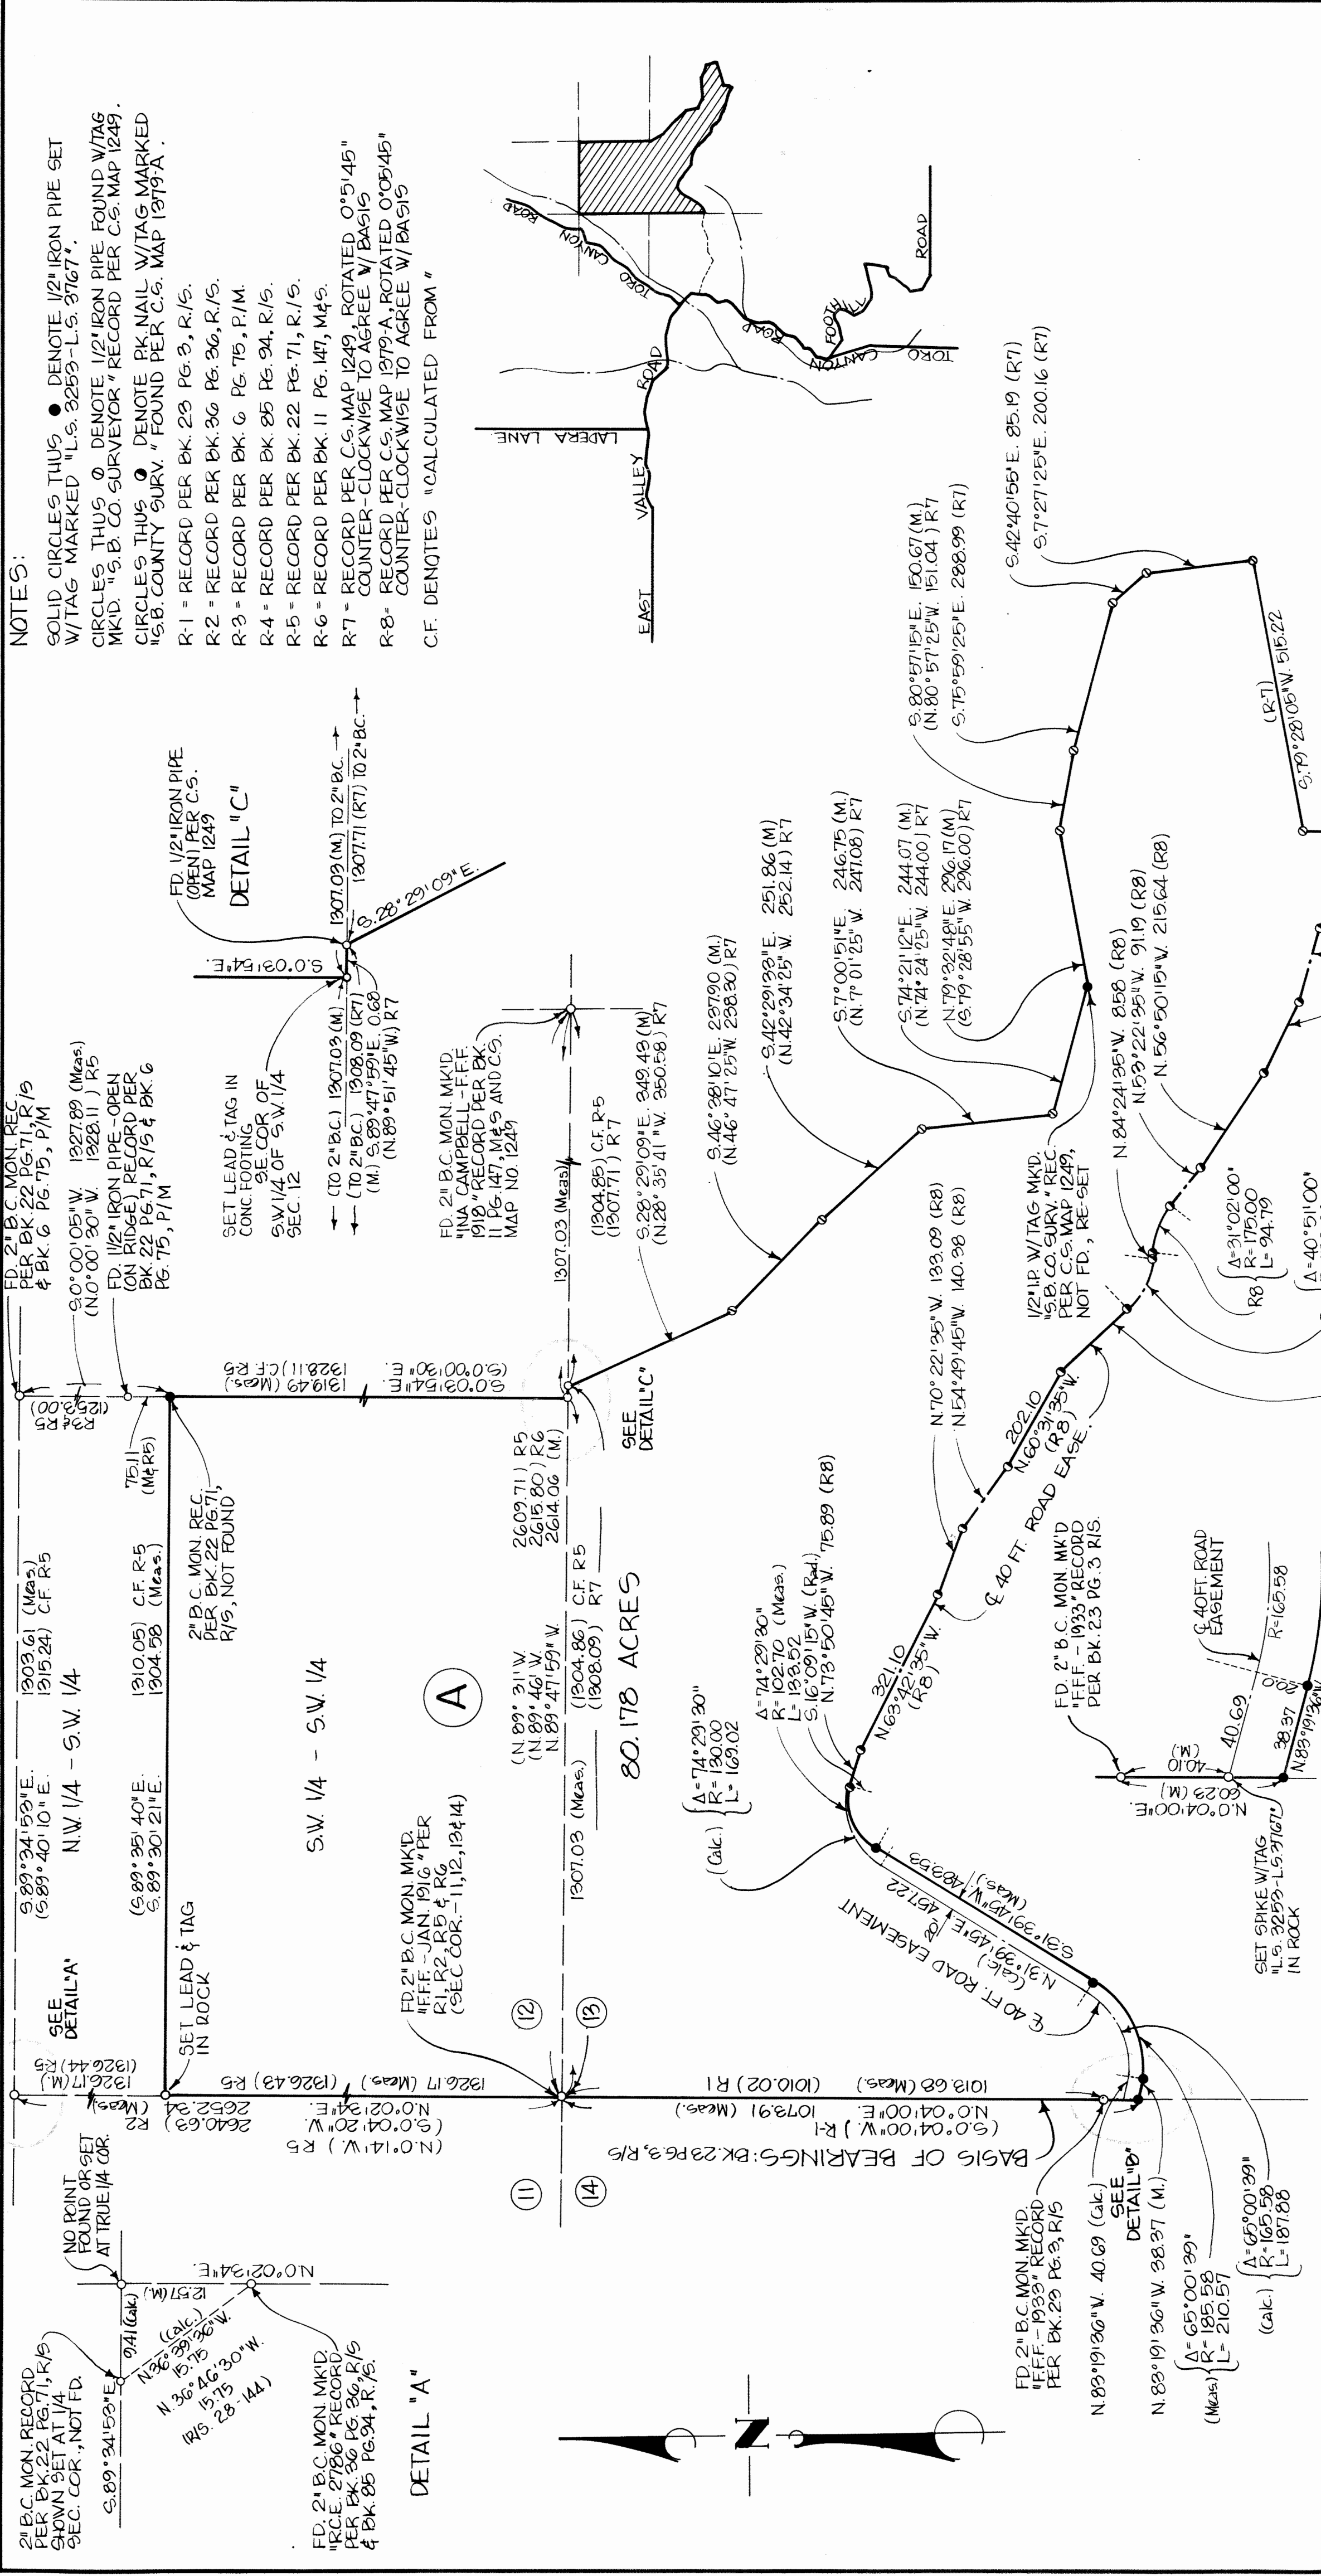 NOTES:
SOLID CIRCLES THUS ● DENOTE 1/2" IRON PIPE SET
W/TAG MARKED "L.S. 3253-L.S. 3767".
CIRCLES THUS ⊘ DENOTE 1/2" IRON PIPE FOUND W/TAG
MK'D. "S.B. CO. SURVEYOR" RECORD PER C.S. MAP 1249.
CIRCLES THUS ◑ DENOTE P.K. NAIL W/TAG MARKED
"S.B. COUNTY SURV." FOUND PER C.S. MAP 1379-A.
R-1 = RECORD PER BK. 23 PG. 3, R./S.
R-2 = RECORD PER BK. 36 PG. 36, R./S.
R-3 = RECORD PER BK. 6 PG. 75, P./M.
R-4 = RECORD PER BK. 85 PG. 94, R./S.
R-5 = RECORD PER BK. 22 PG. 71, R./S.
R-6 = RECORD PER BK. 11 PG. 147, M&S.
R-7 = RECORD PER C.S. MAP 1249, ROTATED 0°5'45"
COUNTER-CLOCKWISE TO AGREE W/ BASIS
R-8 = RECORD PER C.S. MAP 1379-A, ROTATED 0°05'45"
COUNTER-CLOCKWISE TO AGREE W/ BASIS
C.F. DENOTES "CALCULATED FROM"
EAST VALLEY ROAD
LADERA LANE
TORO CANYON ROAD
ROAD
FOOTHILL ROAD
TORO CANYON
FD. 1/2" IRON PIPE
(OPEN) PER C.S.
MAP 1249
DETAIL "C"
S.0°03'54"E.
1307.03 (M) TO 2" B.C.
1307.71 (R7) TO 2" B.C.
S.28°29'09"E.
SET LEAD & TAG IN
CONC. FOOTING
S.E. COR. OF
S.W. 1/4 OF S.W. 1/4
SEC. 12
(TO 2" B.C.) 1307.03 (M)
(TO 2" B.C.) 1308.09 (R7)
(M.) S.89°47'59"E. 0.68
(N.89°51'45"W.) R7
FD. 2" B.C. MON. REC.
PER BK. 22 PG. 71, R/S
& BK. 6 PG. 75, P/M
S.0°00'05"W. 1327.89 (Meas.)
(N.0°00'30"W. 1328.11) R5
FD. 1/2" IRON PIPE-OPEN
(ON RIDGE) RECORD PER
BK. 22 PG. 71, R/S & BK. 6
PG. 75, P/M
(1253.00)
R3 & R5
75.11
(M & R5)
2" B.C. MON. REC.
PER BK. 22 PG. 71,
R/S, NOT FOUND
S.0°03'54"E. 1319.49 (Meas.)
(S.0°00'30"E. 1328.11) C.F. R-5
SEE
DETAIL "C"
FD. 2" B.C. MON. MK'D.
"INA CAMPBELL-F.F.F.
1918" RECORD PER BK.
11 PG. 147, M&S AND C.S.
MAP NO. 1249
1307.03 (Meas)
(1304.85) C.F. R-5
(1307.71) R7
S.28°29'09"E. 349.43 (M)
(N.28°35'41"W. 350.58) R7
S.46°38'10"E. 237.90 (M.)
(N.46°47'25"W. 238.30) R7
S.42°29'33"E. 251.86 (M)
(N.42°34'25"W. 252.14) R7
S.7°00'51"E. 246.75 (M.)
(N.7°01'25"W. 247.08) R7
S.74°21'12"E. 244.07 (M.)
(N.74°24'25"W. 244.00) R7
N.79°32'48"E. 296.17 (M)
(S.79°28'55"W. 296.00) R7
S.80°57'15"E. 150.67 (M.)
(N.80°57'25"W. 151.04) R7
S.75°59'25"E. 288.99 (R7)
S.42°40'55"E. 85.19 (R7)
S.7°27'25"E. 200.16 (R7)
(R-7)
S.79°28'05"W. 515.22
1/2" I.P. W/TAG MK'D.
"S.B. CO. SURV." REC.
PER C.S. MAP 1249,
NOT FD., RE-SET
S.89°34'53"E. 1303.61 (Meas)
(S.89°40'10"E. 1315.24) C.F. R-5
N.W. 1/4 - S.W. 1/4
(S.89°35'40"E. 1310.05) C.F. R-5
S.89°30'21"E. 1304.58 (Meas.)
S.W. 1/4 - S.W. 1/4
A
(N.89°31'W. 2609.71) R5
(N.89°46'W. 2615.80) R6
N.89°47'59"W. 2614.06 (M.)
1307.03 (Meas.) (1304.86) C.F. R5
(1308.09) R7
80.178 ACRES
SEE
DETAIL "A"
SET LEAD & TAG
IN ROCK
1326.17 (M.)
(1326.44) R5
2652.34 (Meas)
2640.63) R2
N.0°02'34"E. 1326.17 (Meas)
(S.0°04'20"W.
(N.0°14'W.) R5
(1326.43) R-5
FD. 2" B.C. MON. MK'D.
"F.F.F. - JAN. 1916" PER
R1, R2, R5 & R6
(SEC COR.-11, 12, 13 & 14)
11
12
13
14
N.0°04'00"E. 1073.91 (Meas.)
1013.68 (Meas) (1010.02) R1
(S.0°04'00"W.) R-1
BASIS OF BEARINGS: BK. 23 PG. 3, R/S
2" B.C. MON. RECORD
PER BK. 22 PG. 71, R/S
SHOWN SET AT 1/4
SEC. COR., NOT FD.
S.89°34'53"E.
9.41 (Calc.)
NO POINT
FOUND OR SET
AT TRUE 1/4 COR.
12.57 (M.)
N.0°02'34"E.
(Calc.)
N.36°39'36"W.
15.75
N.36°46'30"W.
15.75
(R/S. 28-144)
FD. 2" B.C. MON. MK'D.
"R.C.E. 2786" RECORD
PER BK. 36 PG. 36, R/S
& BK. 85 PG. 94, R./S.
DETAIL "A"
N
FD. 2" B.C. MON. MK'D.
"F.F.F. - 1933" RECORD
PER BK. 23 PG. 3, R/S
N.83°19'36"W. 40.69 (Calc.)
SEE
DETAIL "B"
N.83°19'36"W. 38.37 (M.)
(Meas) Δ=65°00'39"
R=185.58
L=210.57
(Calc.) Δ=65°00'39"
R=165.58
L=187.88
℄ 40 FT. ROAD EASEMENT
N.31°39'45"E. 457.22
(Calc.)
20
S.31°39'45"W. 483.53
(Meas.)
(Calc.) Δ=74°29'30"
R=130.00
L=169.02
Δ=74°29'30"
R=102.70 (Meas.)
L=133.52
S.16°09'15"W. (Rad.)
N.73°50'45"W. 75.89 (R8)
321.10
N.63°42'35"W.
(R8)
N.70°22'35"W. 133.09 (R8)
N.54°49'45"W. 140.38 (R8)
℄ 40 FT. ROAD EASE.
202.10
N.60°31'35"W.
(R8)
N.84°24'35"W. 8.58 (R8)
N.53°22'35"W. 91.19 (R8)
N.56°50'15"W. 215.64 (R8)
R8 Δ=31°02'00"
R=175.00
L=94.79
Δ=40°51'00"
FD. 2" B.C. MON. MK'D
"F.F.F. - 1933" RECORD
PER BK. 23 PG. 3 R/S.
40.10
(M.)
60.23 (M.)
N.0°04'00"E.
SET SPIKE W/TAG
"L.S. 3253-L.S. 3767"
IN ROCK
℄ 40 FT. ROAD
EASEMENT
R=165.58
40.69
20.0
38.37
N.83°19'36"W.